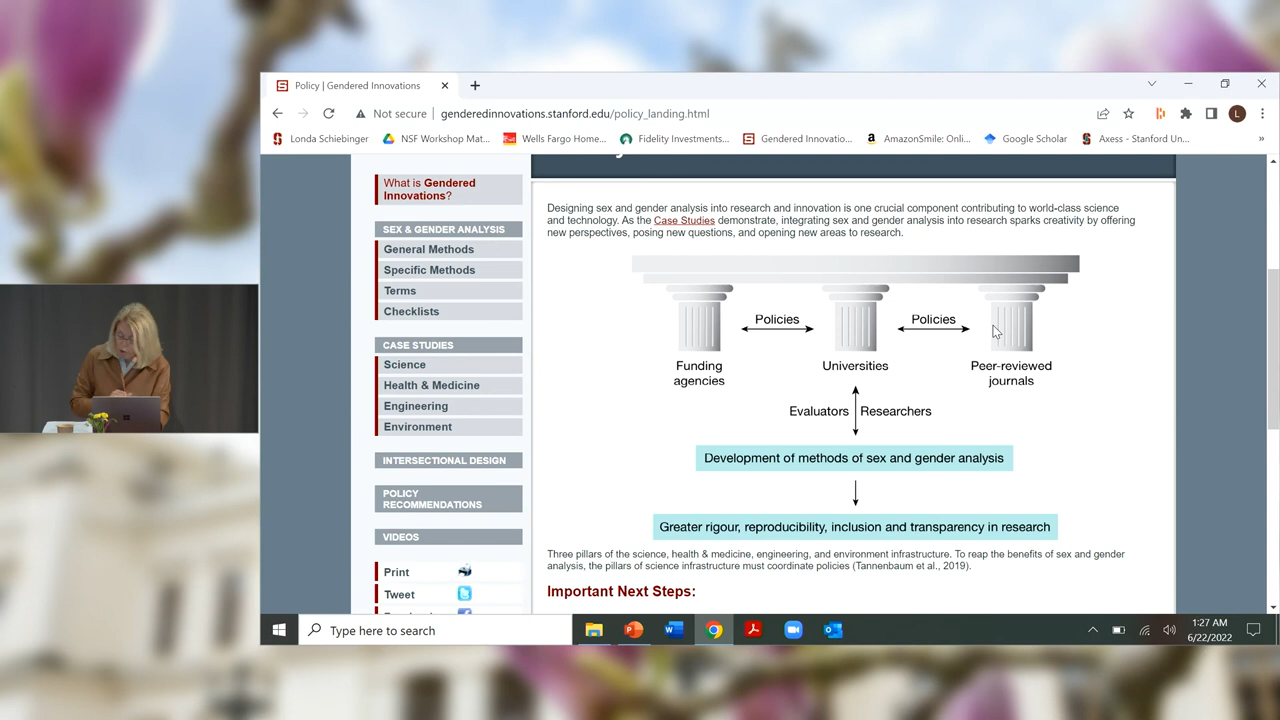 Policy | Gendered Innovations
Not secure
genderedinnovations.stanford.edu/policy_landing.html
L
Londa Schiebinger
NSF Workshop Mat...
Wells Fargo Home...
Fidelity Investments...
Gendered Innovatio...
AmazonSmile: Onli...
Google Scholar
Axess - Stanford Un...
»
What is Gendered
Innovations?
SEX & GENDER ANALYSIS
General Methods
Specific Methods
Terms
Checklists
CASE STUDIES
Science
Health & Medicine
Engineering
Environment
INTERSECTIONAL DESIGN
POLICY
RECOMMENDATIONS
VIDEOS
Print
Tweet
Designing sex and gender analysis into research and innovation is one crucial component contributing to world-class science
and technology. As the Case Studies demonstrate, integrating sex and gender analysis into research sparks creativity by offering
new perspectives, posing new questions, and opening new areas to research.
Policies
Policies
Funding
agencies
Universities
Peer-reviewed
journals
Evaluators
Researchers
Development of methods of sex and gender analysis
Greater rigour, reproducibility, inclusion and transparency in research
Three pillars of the science, health & medicine, engineering, and environment infrastructure. To reap the benefits of sex and gender
analysis, the pillars of science infrastructure must coordinate policies (Tannenbaum et al., 2019).
Important Next Steps:
Type here to search
1:27 AM
6/22/2022